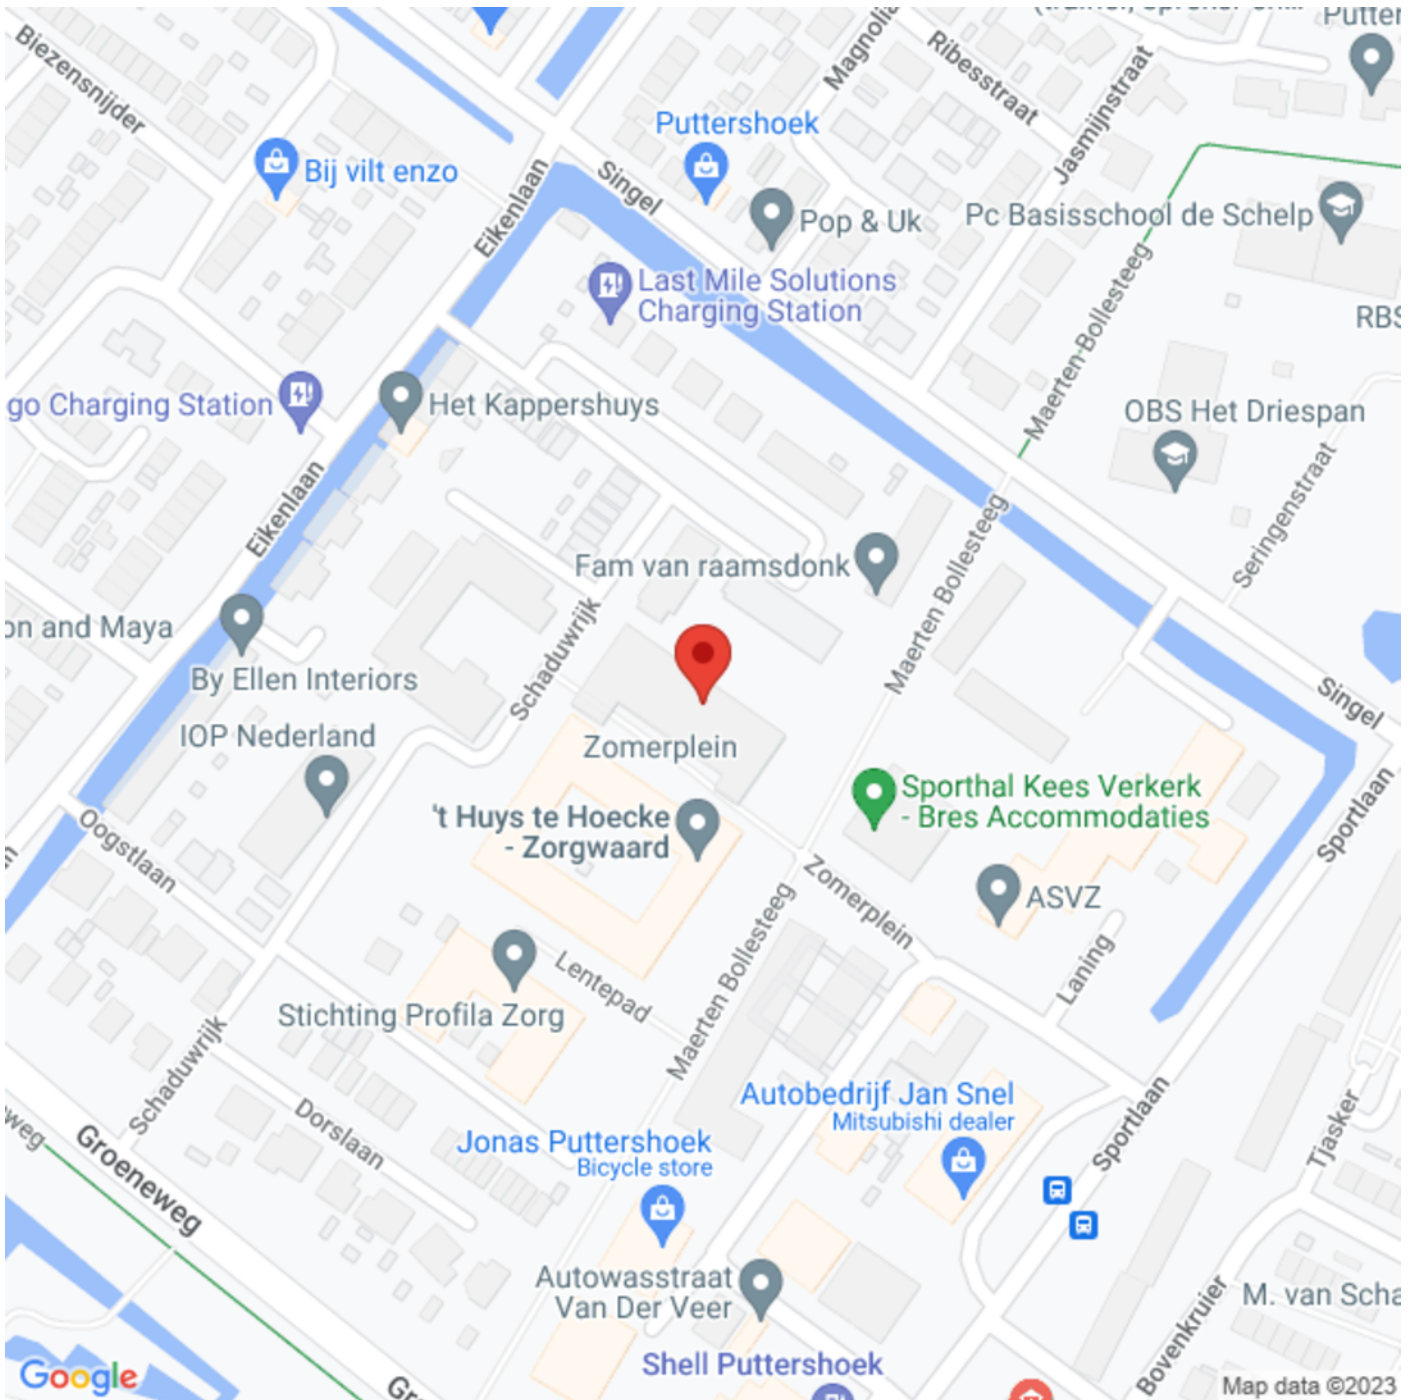 Putter
Biezensnijder
Magnolia
Ribesstraat
Jasmijnstraat
Puttershoek
Bij vilt enzo
Singel
Eikenlaan
Pop & Uk
Pc Basisschool de Schelp
Last Mile Solutions
Charging Station
Maerten Bollesteeg
RBS
go Charging Station
Het Kappershuys
OBS Het Driespan
Eikenlaan
Seringenstraat
Fam van raamsdonk
Maerten Bollesteeg
on and Maya
By Ellen Interiors
Schaduwrijk
Singel
IOP Nederland
Zomerplein
Sporthal Kees Verkerk
- Bres Accommodaties
't Huys te Hoecke
- Zorgwaard
Sportlaan
Oogstlaan
Zomerplein
ASVZ
Maerten Bollesteeg
Lentepad
Laning
Stichting Profila Zorg
Schaduwrijk
Autobedrijf Jan Snel
Mitsubishi dealer
Sportlaan
Tjasker
weg
Groeneweg
Dorslaan
Jonas Puttershoek
Bicycle store
Autowasstraat
Van Der Veer
M. van Scha
Bovenkruier
Shell Puttershoek
Google
Gr
Map data ©2023